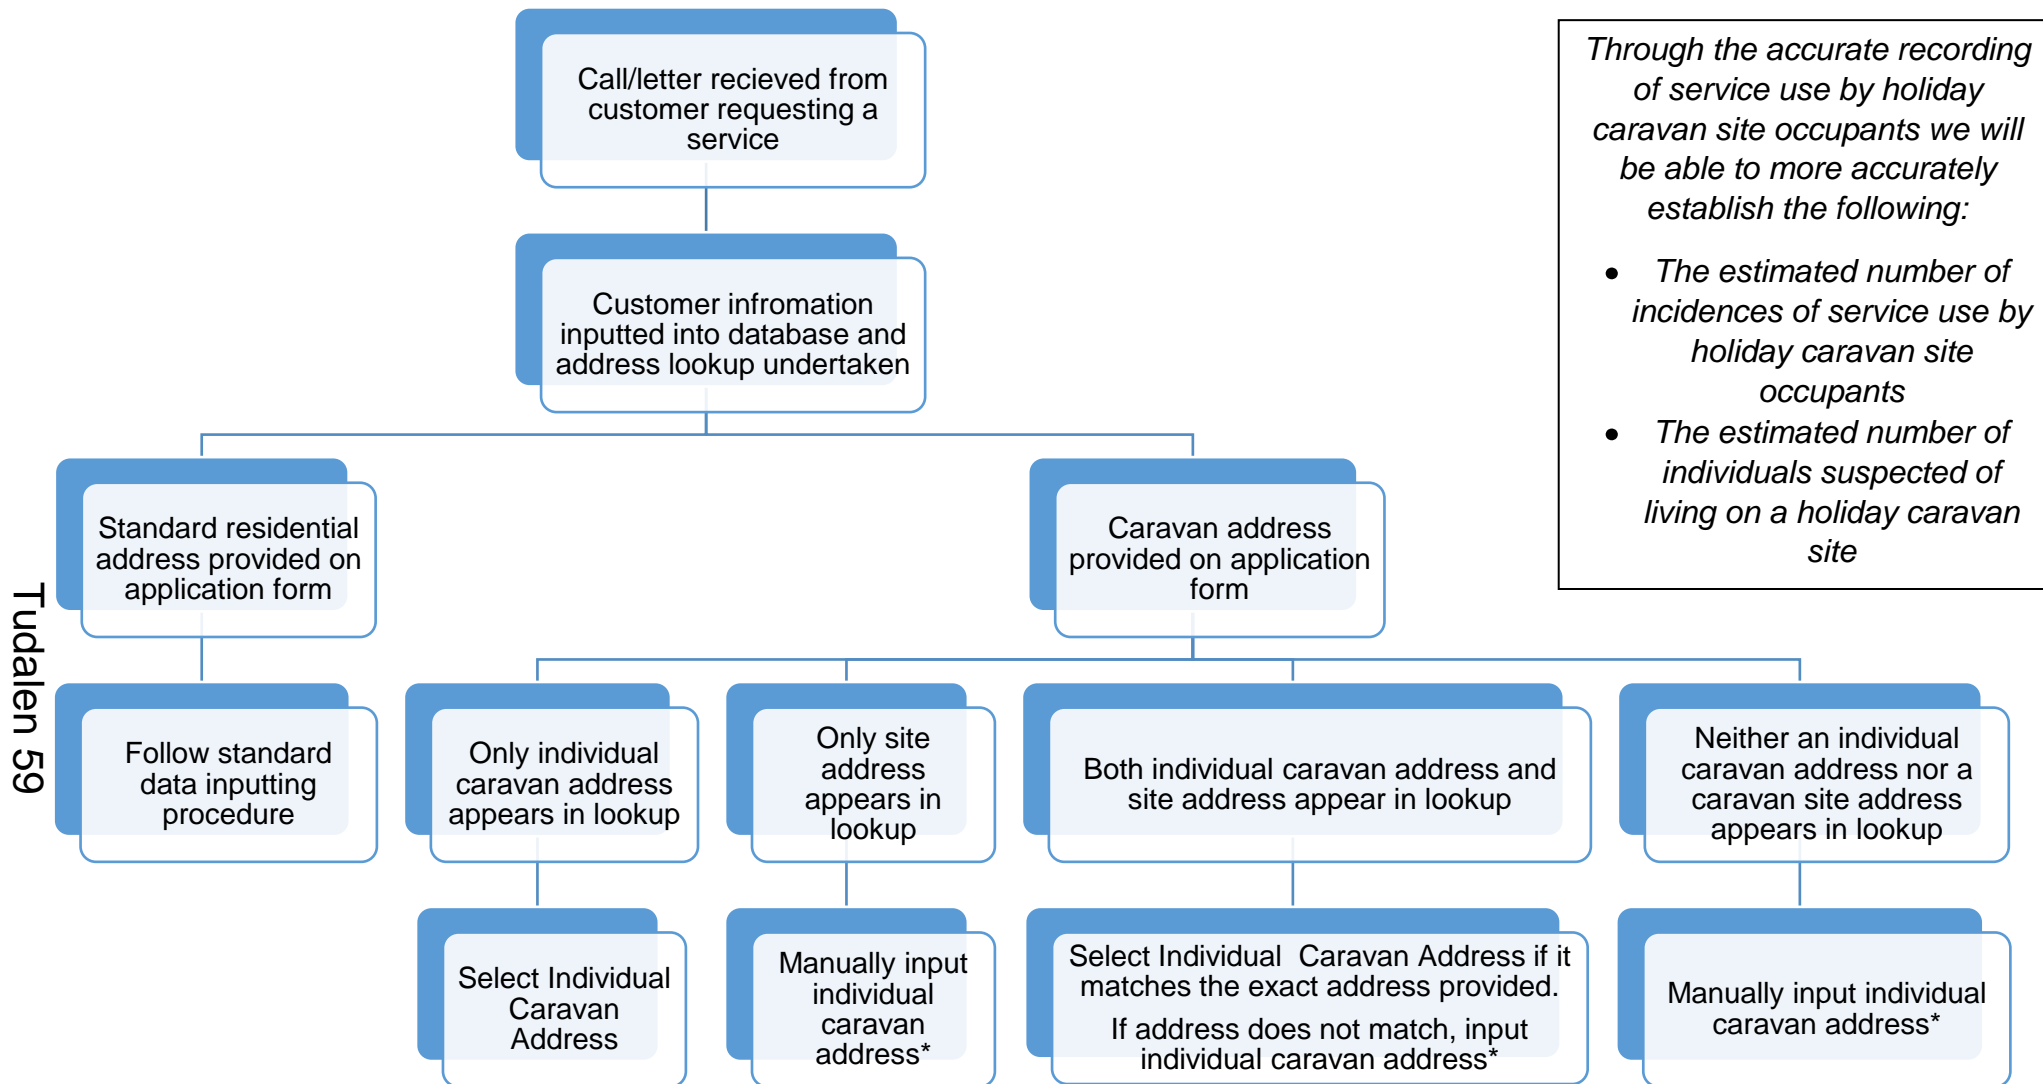 Call/letter recieved from
customer requesting a
service
Customer infromation
inputted into database and
address lookup undertaken
Standard residential
address provided on
application form
Caravan address
provided on application
form
Follow standard
data inputting
procedure
Only individual
caravan address
appears in lookup
Only site
address
appears in
lookup
Both individual caravan address and
site address appear in lookup
Neither an individual
caravan address nor a
caravan site address
appears in lookup
Select Individual
Caravan
Address
Manually input
individual
caravan
address*
Select Individual  Caravan Address if it
matches the exact address provided.
If address does not match, input
individual caravan address*
Manually input individual
caravan address*
Through the accurate recording
of service use by holiday
caravan site occupants we will
be able to more accurately
establish the following:
• The estimated number of
incidences of service use by
holiday caravan site
occupants
• The estimated number of
individuals suspected of
living on a holiday caravan
site
Tudalen 59